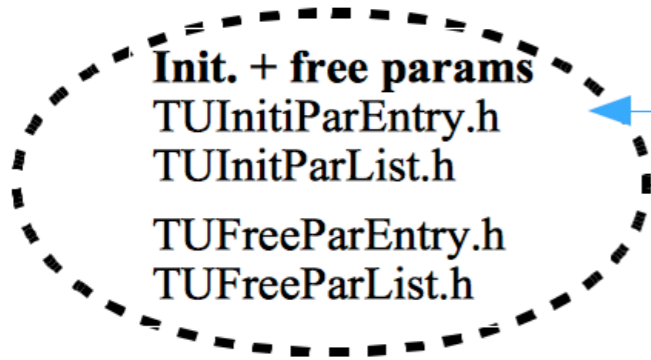 Init. + free params
TUInitiParEntry.h
TUInitParList.h
TUFreeParEntry.h
TUFreeParList.h